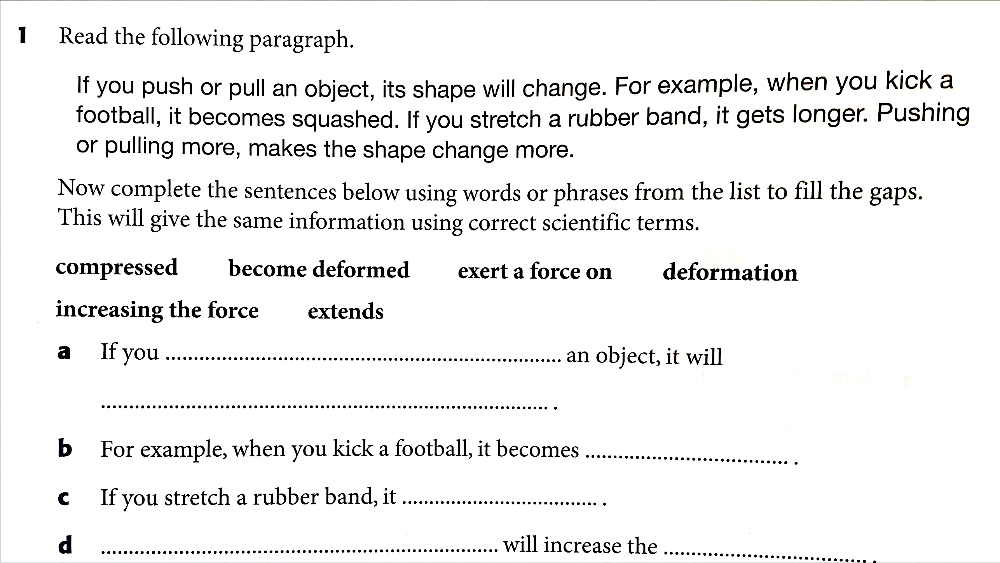 1 Read the following paragraph.
If you push or pull an object, its shape will change. For example, when you kick a
football, it becomes squashed. If you stretch a rubber band, it gets longer. Pushing
or pulling more, makes the shape change more.
Now complete the sentences below using words or phrases from the list to fill the gaps.
This will give the same information using correct scientific terms.
compressed become deformed exert a force on deformation
increasing the force extends
a If you ........................................ an object, it will
........................................ .
b For example, when you kick a football, it becomes .............................. .
c If you stretch a rubber band, it .............................. .
d ........................................ will increase the .............................. .